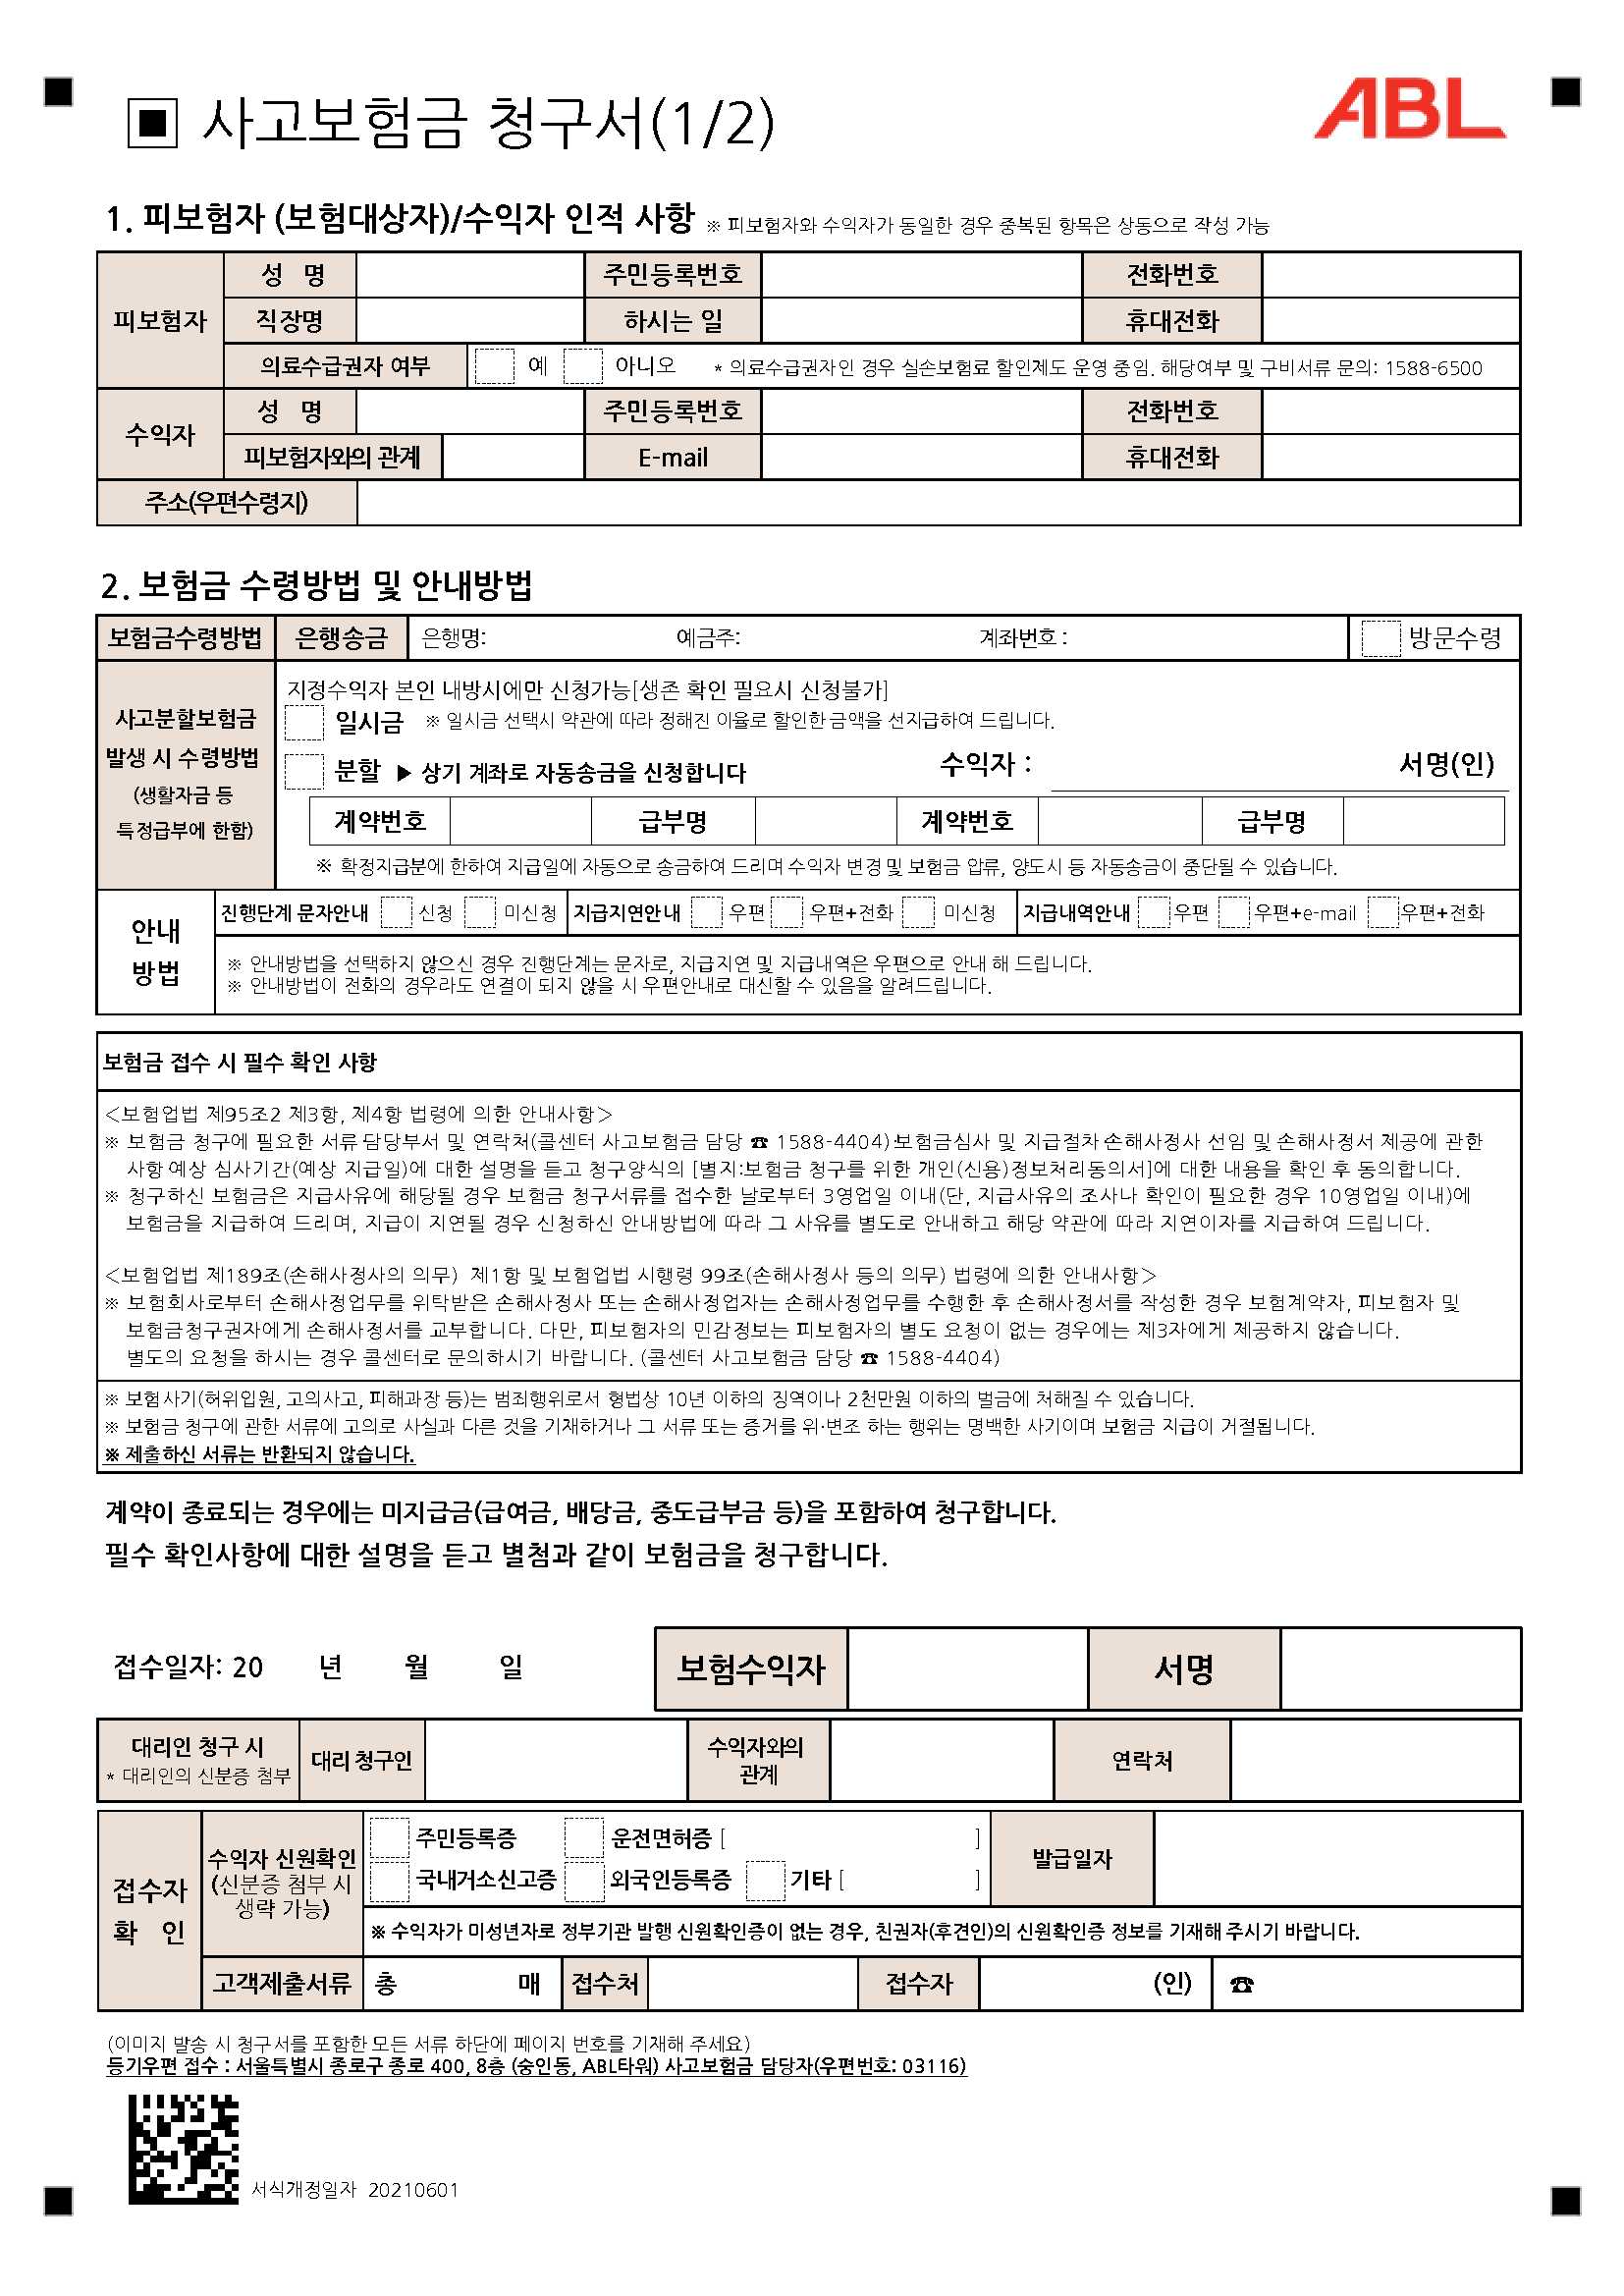 사고보험금 청구서(1/2)
ABL
1. 피보험자 (보험대상자)/수익자 인적 사항 ※ 피보험자와 수익자가 동일한 경우 중복된 항목은 상동으로 작성 가능
피보험자
성 명
주민등록번호
전화번호
직장명
하시는 일
휴대전화
의료수급권자 여부 예 아니오 * 의료수급권자인 경우 실손보험료 할인제도 운영 중임. 해당여부 및 구비서류 문의: 1588-6500
수익자
성 명
주민등록번호
전화번호
피보험자와의 관계
E-mail
휴대전화
주소(우편수령지)
2. 보험금 수령방법 및 안내방법
보험금수령방법 은행송금 은행명: 예금주: 계좌번호 : 방문수령
사고분할보험금
발생 시 수령방법
(생활자금 등
특정급부에 한함)
지정수익자 본인 내방시에만 신청가능[생존 확인 필요시 신청불가]
일시금 ※ 일시금 선택시 약관에 따라 정해진 이율로 할인한 금액을 선지급하여 드립니다.
분할 ▶ 상기 계좌로 자동송금을 신청합니다 수익자 : 서명(인)
계약번호 급부명 계약번호 급부명
※ 확정지급분에 한하여 지급일에 자동으로 송금하여 드리며 수익자 변경 및 보험금 압류, 양도시 등 자동송금이 중단될 수 있습니다.
안내
방법
진행단계 문자안내 신청 미신청 지급지연안내 우편 우편+전화 미신청 지급내역안내 우편 우편+e-mail 우편+전화
※ 안내방법을 선택하지 않으신 경우 진행단계는 문자로, 지급지연 및 지급내역은 우편으로 안내 해 드립니다.
※ 안내방법이 전화의 경우라도 연결이 되지 않을 시 우편안내로 대신할 수 있음을 알려드립니다.
보험금 접수 시 필수 확인 사항
<보험업법 제95조2 제3항, 제4항 법령에 의한 안내사항>
※ 보험금 청구에 필요한 서류 담당부서 및 연락처(콜센터 사고보험금 담당 ☎ 1588-4404) 보험금심사 및 지급절차 손해사정사 선임 및 손해사정서 제공에 관한
사항 예상 심사기간(예상 지급일)에 대한 설명을 듣고 청구양식의 [별지:보험금 청구를 위한 개인(신용)정보처리동의서]에 대한 내용을 확인 후 동의합니다.
※ 청구하신 보험금은 지급사유에 해당될 경우 보험금 청구서류를 접수한 날로부터 3영업일 이내(단, 지급사유의 조사나 확인이 필요한 경우 10영업일 이내)에
보험금을 지급하여 드리며, 지급이 지연될 경우 신청하신 안내방법에 따라 그 사유를 별도로 안내하고 해당 약관에 따라 지연이자를 지급하여 드립니다.
<보험업법 제189조(손해사정사의 의무) 제1항 및 보험업법 시행령 99조(손해사정사 등의 의무) 법령에 의한 안내사항>
※ 보험회사로부터 손해사정업무를 위탁받은 손해사정사 또는 손해사정업자는 손해사정업무를 수행한 후 손해사정서를 작성한 경우 보험계약자, 피보험자 및
보험금청구권자에게 손해사정서를 교부합니다. 다만, 피보험자의 민감정보는 피보험자의 별도 요청이 없는 경우에는 제3자에게 제공하지 않습니다.
별도의 요청을 하시는 경우 콜센터로 문의하시기 바랍니다. (콜센터 사고보험금 담당 ☎ 1588-4404)
※ 보험사기(허위입원, 고의사고, 피해과장 등)는 범죄행위로서 형법상 10년 이하의 징역이나 2천만원 이하의 벌금에 처해질 수 있습니다.
※ 보험금 청구에 관한 서류에 고의로 사실과 다른 것을 기재하거나 그 서류 또는 증거를 위·변조 하는 행위는 명백한 사기이며 보험금 지급이 거절됩니다.
※ 제출하신 서류는 반환되지 않습니다.
계약이 종료되는 경우에는 미지급금(급여금, 배당금, 중도급부금 등)을 포함하여 청구합니다.
필수 확인사항에 대한 설명을 듣고 별첨과 같이 보험금을 청구합니다.
접수일자: 20 년 월 일
보험수익자
서명
대리인 청구 시
* 대리인의 신분증 첨부
대리 청구인
수익자와의
관계
연락처
접수자
확 인
수익자 신원확인
(신분증 첨부 시
생략 가능)
주민등록증 운전면허증 [ ]
국내거소신고증 외국인등록증 기타 [ ]
발급일자
※ 수익자가 미성년자로 정부기관 발행 신원확인증이 없는 경우, 친권자(후견인)의 신원확인증 정보를 기재해 주시기 바랍니다.
고객제출서류 총 매 접수처 접수자 (인) ☎
(이미지 발송 시 청구서를 포함한 모든 서류 하단에 페이지 번호를 기재해 주세요)
등기우편 접수 : 서울특별시 종로구 종로 400, 8층 (숭인동, ABL타워) 사고보험금 담당자(우편번호: 03116)
서식개정일자 20210601